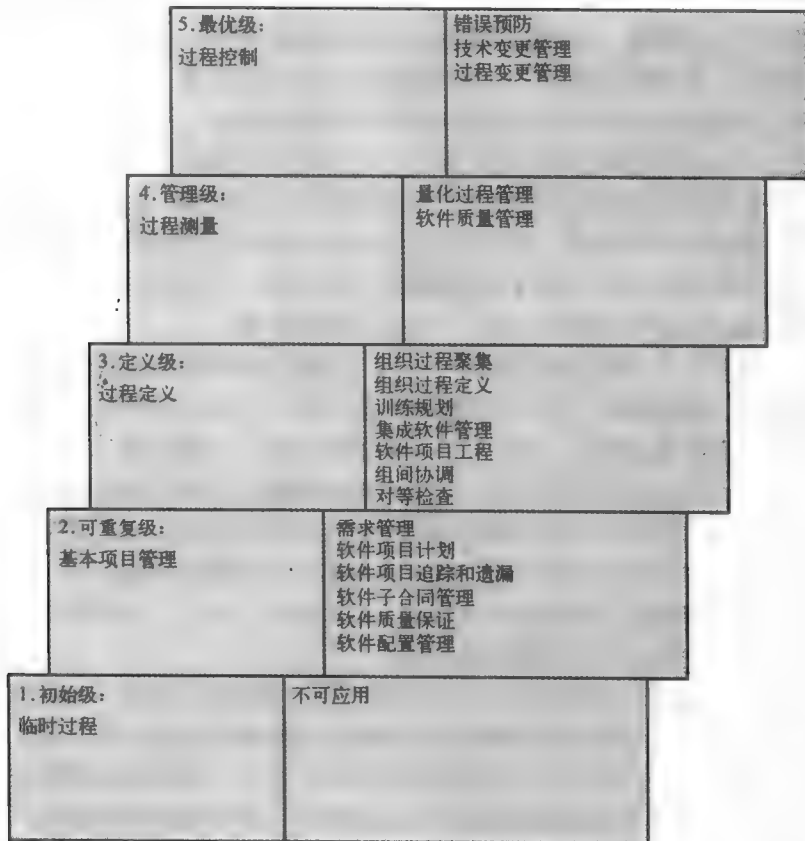 5.最优级：
过程控制
错误预防
技术变更管理
过程变更管理
4.管理级：
过程测量
量化过程管理
软件质量管理
3.定义级：
过程定义
组织过程聚集
组织过程定义
训练规划
集成软件管理
软件项目工程
组间协调
对等检查
2.可重复级：
基本项目管理
需求管理
软件项目计划
软件项目追踪和遗漏
软件子合同管理
软件质量保证
软件配置管理
1.初始级：
临时过程
不可应用